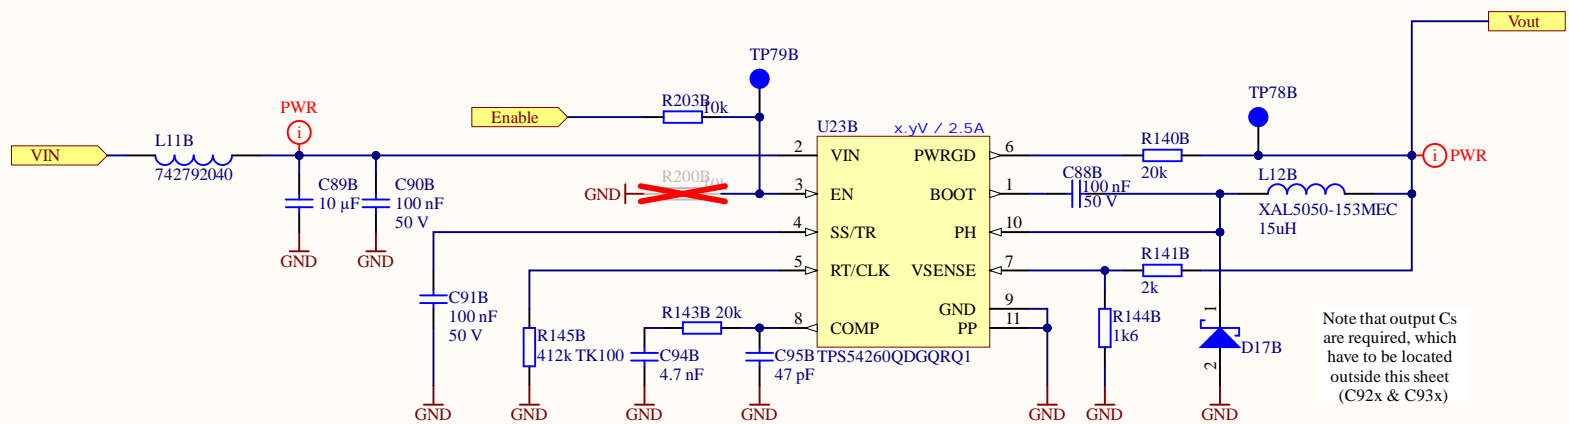 Vout
TP79B
Enable
R203B
10k
TP78B
PWR
L11B
VIN
742792040
C89B
10 µF
C90B
100 nF
50 V
GND
GND
GND
R200B
10k
U23B
x.yV / 2.5A
2
VIN
3
EN
4
SS/TR
5
RT/CLK
8
COMP
PWRGD
6
BOOT
1
PH
10
VSENSE
7
GND
9
PP
11
TPS54260QDGQRQ1
R140B
20k
PWR
C88B
100 nF
50 V
L12B
XAL5050-153MEC
15uH
R141B
2k
R144B
1k6
1
D17B
2
C91B
100 nF
50 V
R145B
412k TK100
R143B 20k
C94B
4.7 nF
C95B
47 pF
GND
GND
GND
GND
GND
GND
GND
Note that output Cs
are required, which
have to be located
outside this sheet
(C92x & C93x)